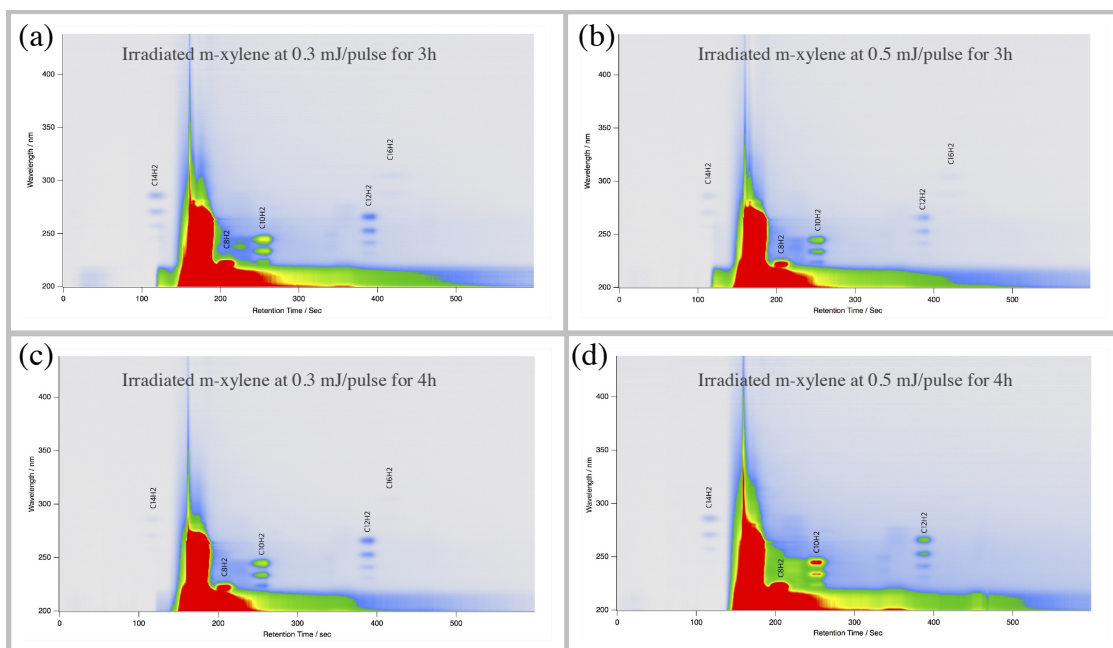 (a)
Irradiated m-xylene at 0.3 mJ/pulse for 3h
400
350
300
250
200
Wavelength / nm
C14H2
C8H2
C10H2
C12H2
C16H2
0
100
200
300
400
500
Retention Time / Sec
(b)
Irradiated m-xylene at 0.5 mJ/pulse for 3h
400
350
300
250
200
Wavelength / nm
C14H2
C8H2
C10H2
C12H2
C16H2
0
100
200
300
400
500
Retention Time / Sec
(c)
Irradiated m-xylene at 0.3 mJ/pulse for 4h
400
350
300
250
200
Wavelength / nm
C14H2
C8H2
C10H2
C12H2
C16H2
0
100
200
300
400
500
Retention Time / sec
(d)
Irradiated m-xylene at 0.5 mJ/pulse for 4h
400
350
300
250
200
Wavelength / nm
C14H2
C8H2
C10H2
C12H2
0
100
200
300
400
500
Retention Time / Sec